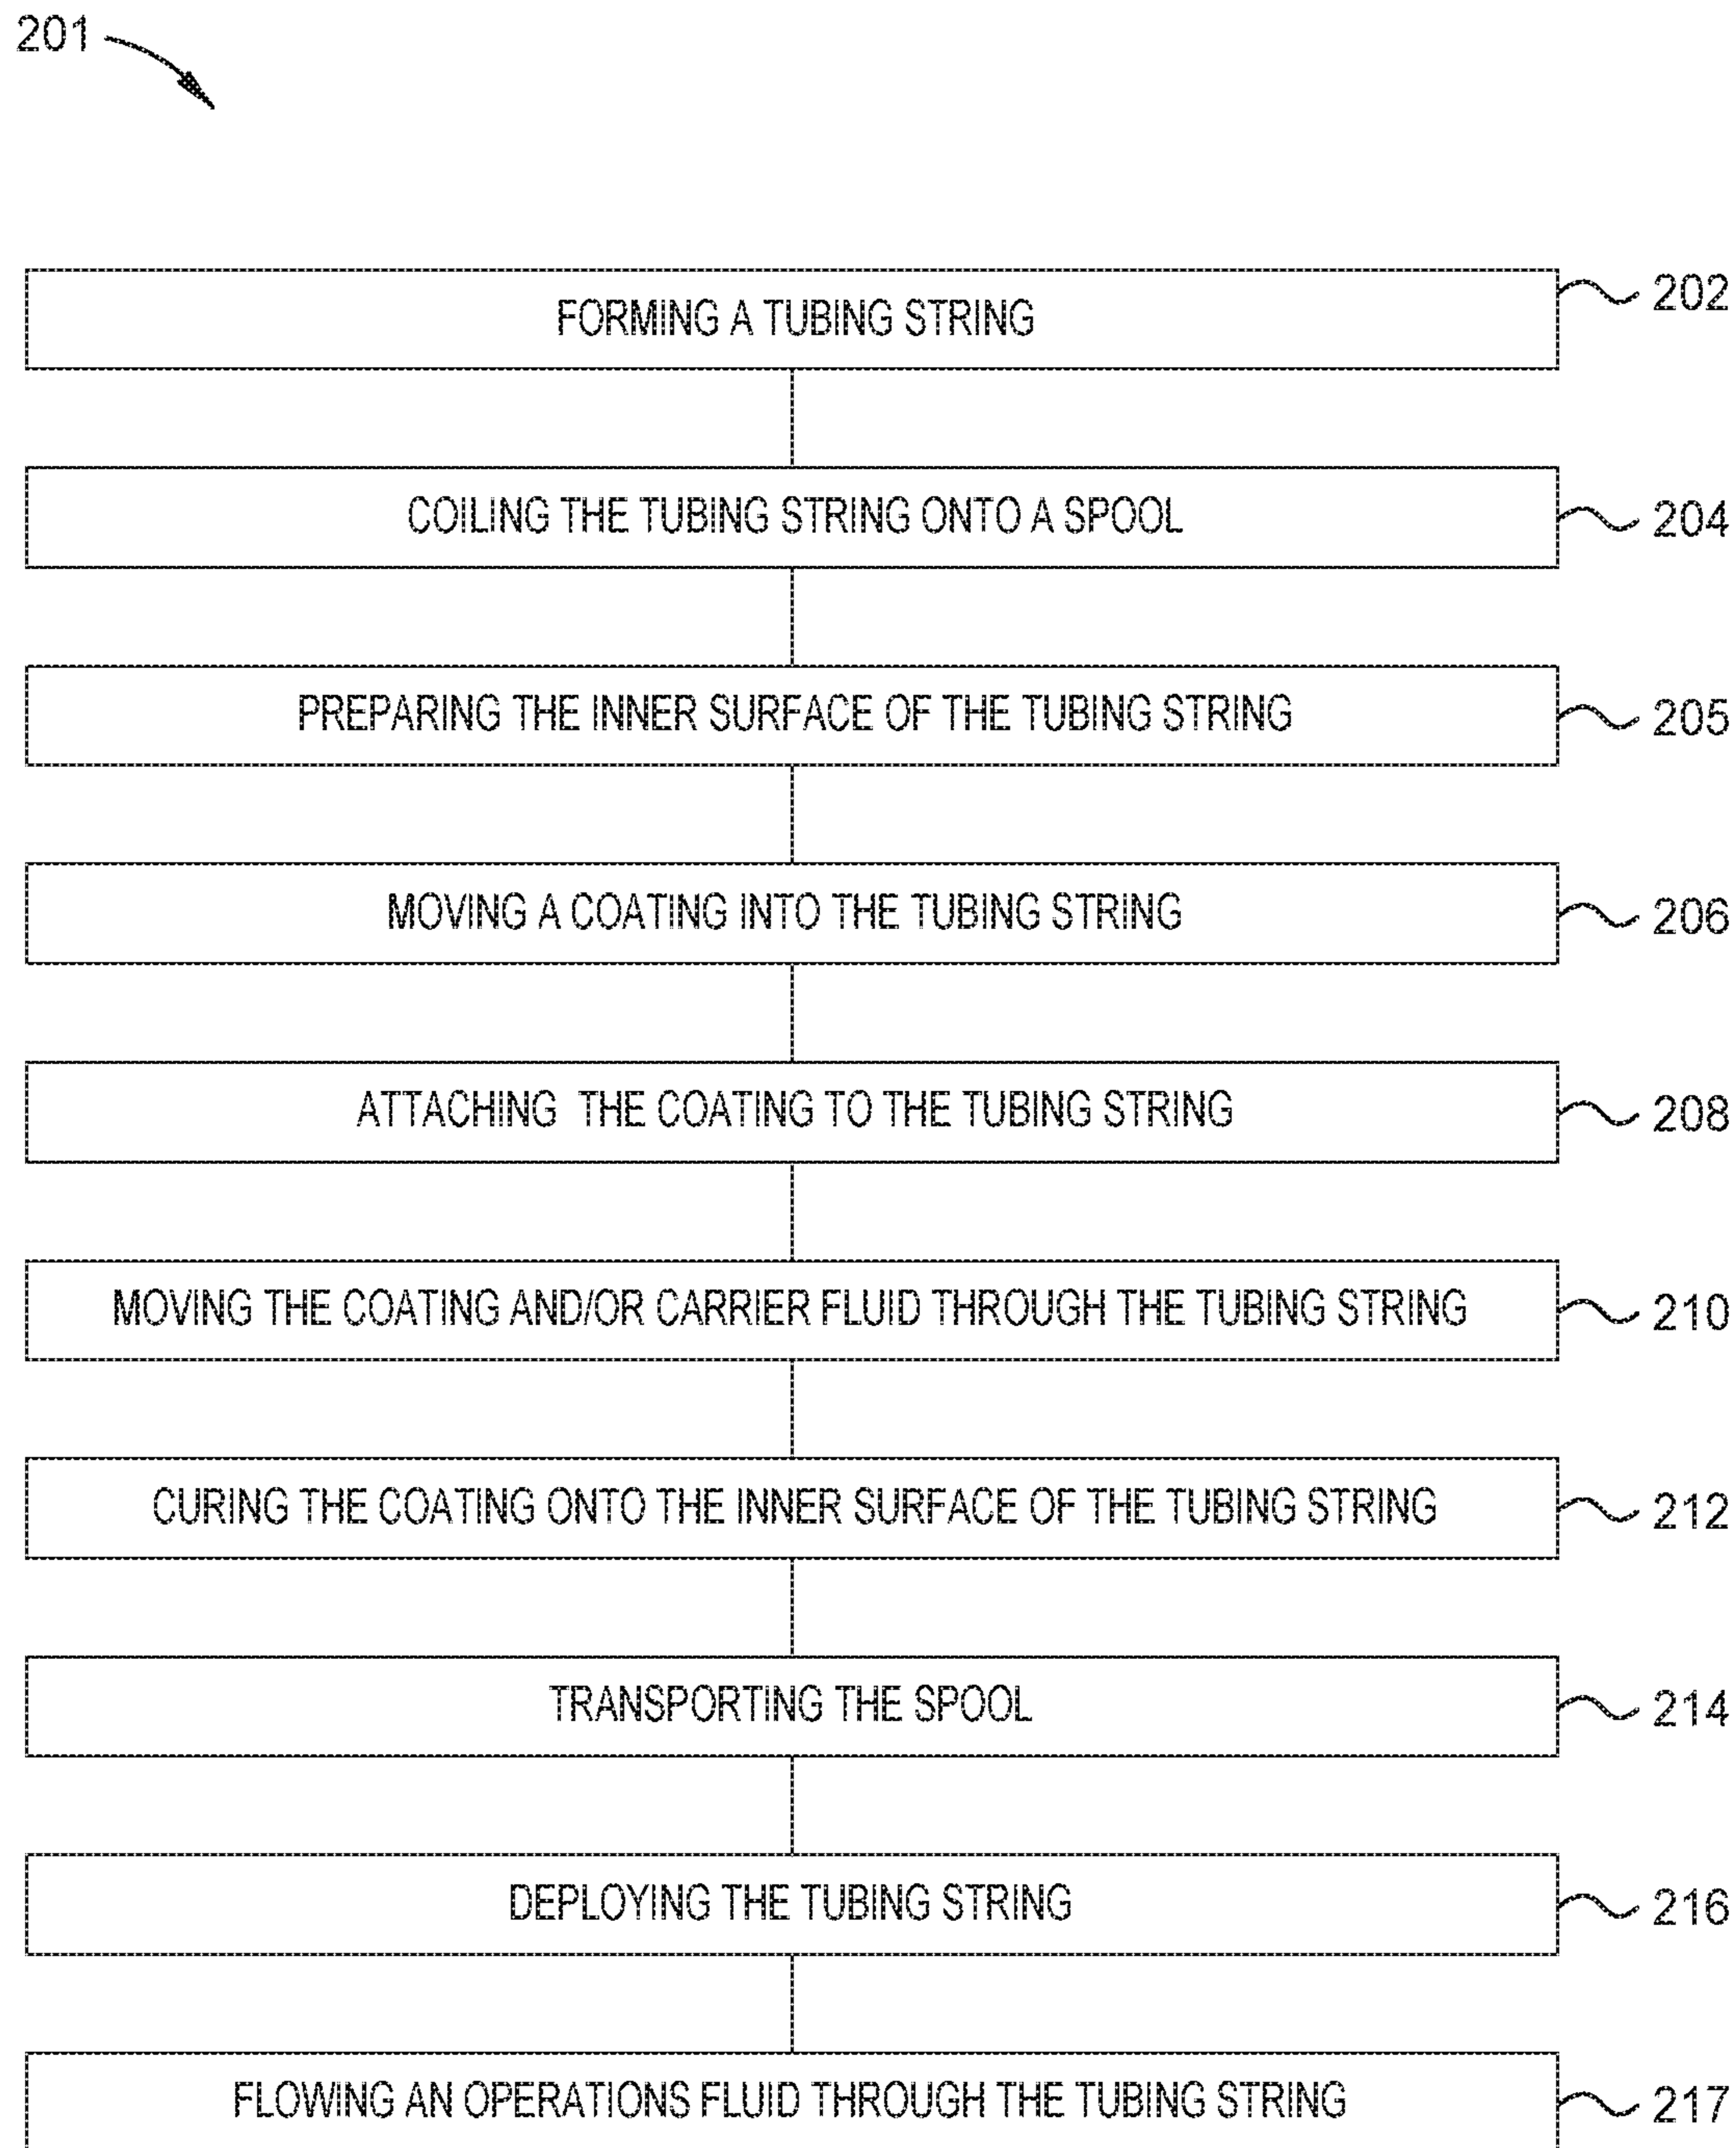 201
FORMING A TUBING STRING 202
COILING THE TUBING STRING ONTO A SPOOL 204
PREPARING THE INNER SURFACE OF THE TUBING STRING 205
MOVING A COATING INTO THE TUBING STRING 206
ATTACHING THE COATING TO THE TUBING STRING 208
MOVING THE COATING AND/OR CARRIER FLUID THROUGH THE TUBING STRING 210
CURING THE COATING ONTO THE INNER SURFACE OF THE TUBING STRING 212
TRANSPORTING THE SPOOL 214
DEPLOYING THE TUBING STRING 216
FLOWING AN OPERATIONS FLUID THROUGH THE TUBING STRING 217